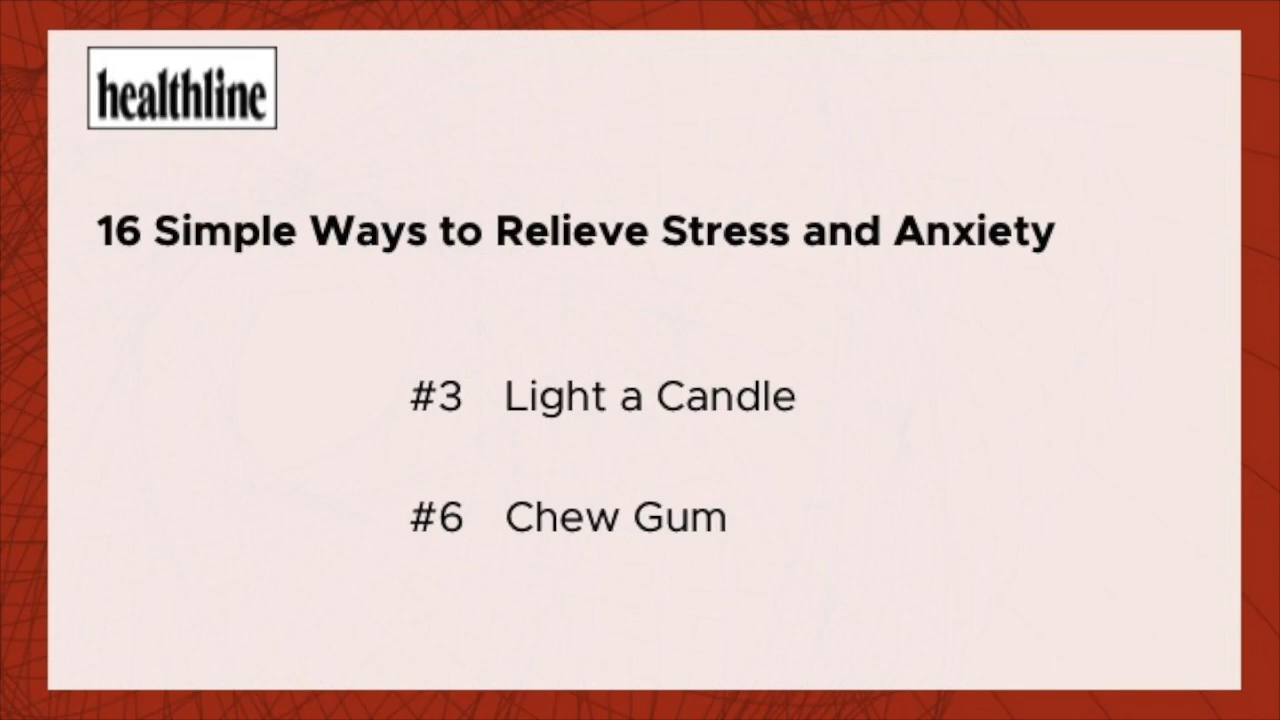 healthline
16 Simple Ways to Relieve Stress and Anxiety
#3 Light a Candle
#6 Chew Gum